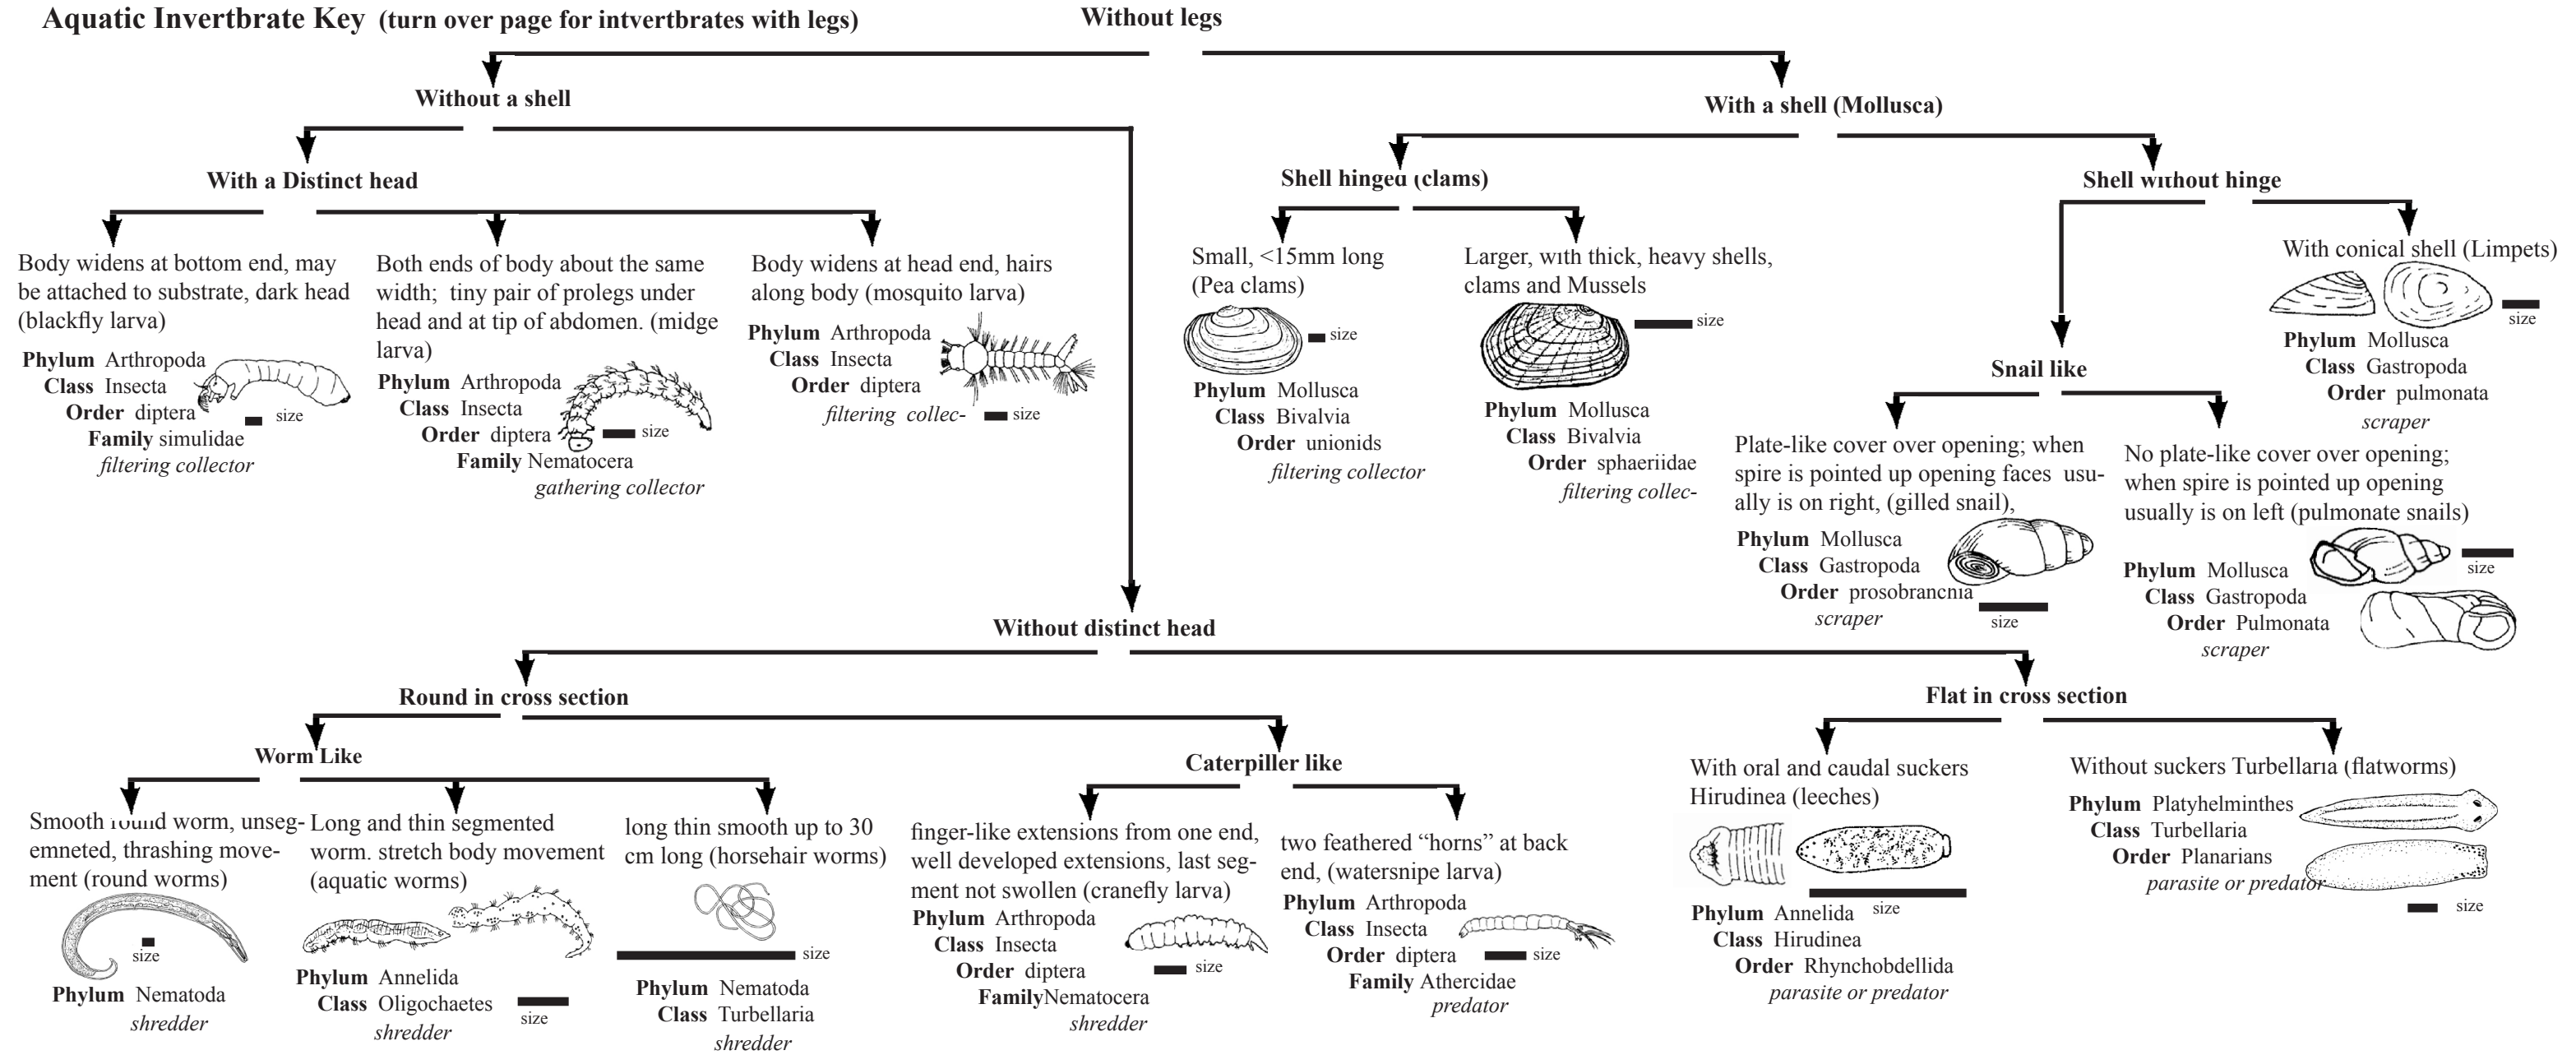 Aquatic Invertbrate Key (turn over page for intvertbrates with legs)
Without legs
Without a shell
With a shell (Mollusca)
With a Distinct head
Shell hinged (clams)
Shell without hinge
Body widens at bottom end, may
be attached to substrate, dark head
(blackfly larva)
Phylum Arthropoda
Class Insecta
Order diptera
Family simulidae
filtering collector
size
Both ends of body about the same
width; tiny pair of prolegs under
head and at tip of abdomen. (midge
larva)
Phylum Arthropoda
Class Insecta
Order diptera
Family Nematocera
gathering collector
size
Body widens at head end, hairs
along body (mosquito larva)
Phylum Arthropoda
Class Insecta
Order diptera
filtering collec-
size
Small, <15mm long
(Pea clams)
size
Phylum Mollusca
Class Bivalvia
Order unionids
filtering collector
Larger, with thick, heavy shells,
clams and Mussels
size
Phylum Mollusca
Class Bivalvia
Order sphaeriidae
filtering collec-
With conical shell (Limpets)
size
Phylum Mollusca
Class Gastropoda
Order pulmonata
scraper
Snail like
Plate-like cover over opening; when
spire is pointed up opening faces usu-
ally is on right, (gilled snail),
Phylum Mollusca
Class Gastropoda
Order prosobranchia
scraper
size
No plate-like cover over opening;
when spire is pointed up opening
usually is on left (pulmonate snails)
Phylum Mollusca
Class Gastropoda
Order Pulmonata
scraper
size
Without distinct head
Round in cross section
Flat in cross section
Worm Like
Caterpiller like
Smooth round worm, unseg-
emneted, thrashing move-
ment (round worms)
size
Phylum Nematoda
shredder
Long and thin segmented
worm. stretch body movement
(aquatic worms)
Phylum Annelida
Class Oligochaetes
shredder
size
long thin smooth up to 30
cm long (horsehair worms)
size
Phylum Nematoda
Class Turbellaria
shredder
finger-like extensions from one end,
well developed extensions, last seg-
ment not swollen (cranefly larva)
Phylum Arthropoda
Class Insecta
Order diptera
FamilyNematocera
shredder
size
two feathered “horns” at back
end, (watersnipe larva)
Phylum Arthropoda
Class Insecta
Order diptera
Family Athercidae
predator
size
With oral and caudal suckers
Hirudinea (leeches)
size
Phylum Annelida
Class Hirudinea
Order Rhynchobdellida
parasite or predator
Without suckers Turbellaria (flatworms)
Phylum Platyhelminthes
Class Turbellaria
Order Planarians
parasite or predator
size